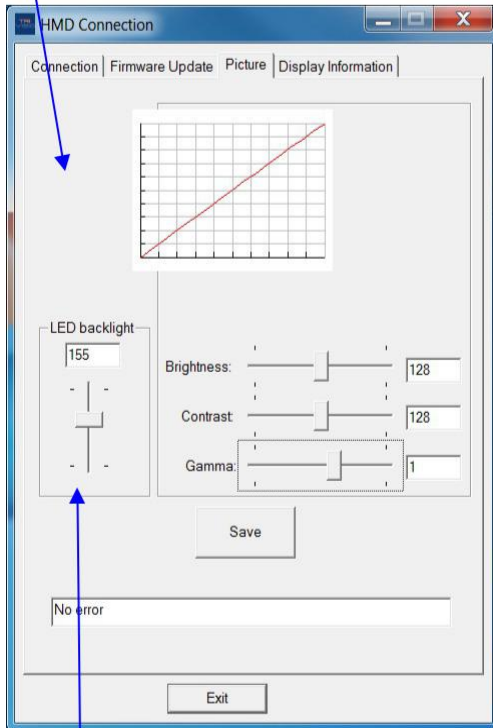 HMD Connection
Connection Firmware Update Picture Display Information
LED backlight
155
Brightness: 128
Contrast: 128
Gamma: 1
Save
No error
Exit